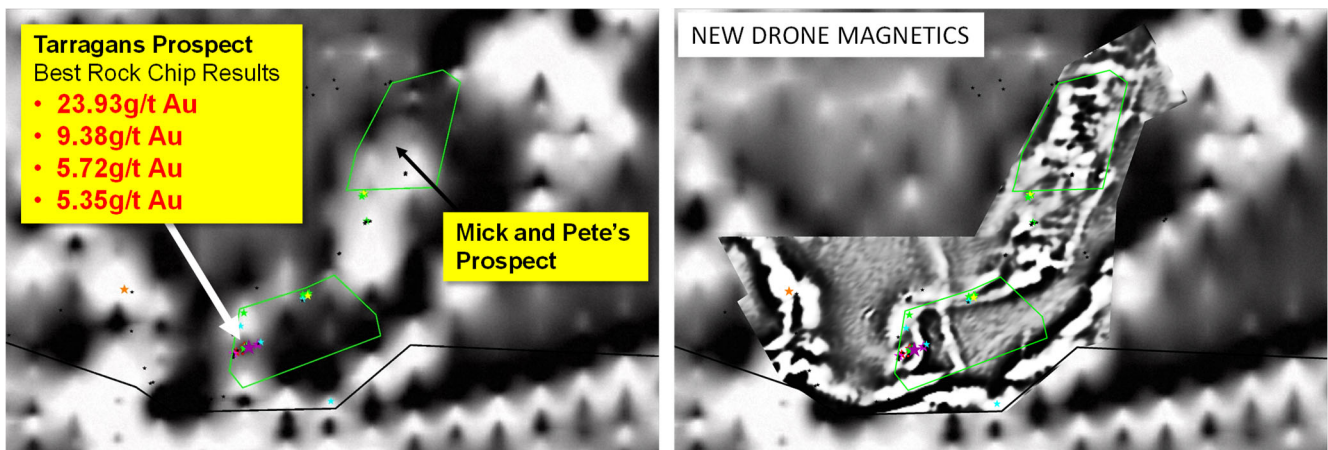 Tarragans Prospect
Best Rock Chip Results
• 23.93g/t Au
• 9.38g/t Au
• 5.72g/t Au
• 5.35g/t Au
Mick and Pete's
Prospect
NEW DRONE MAGNETICS